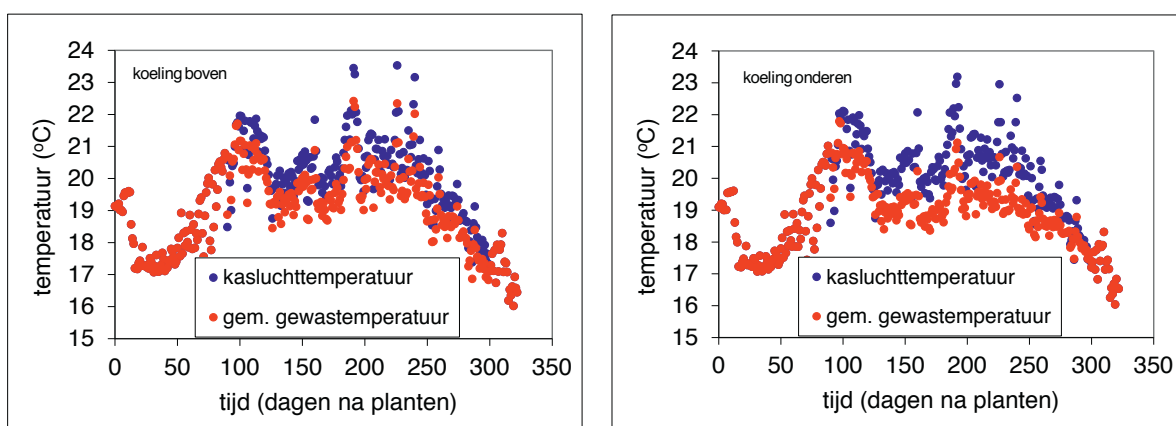 koeling boven
24
23
22
21
20
19
18
17
16
15
temperatuur (ºC)
kasluchttemperatuur
gem. gewastemperatuur
0 50 100 150 200 250 300 350
tijd (dagen na planten)
koeling onderen
24
23
22
21
20
19
18
17
16
15
temperatuur (ºC)
kasluchttemperatuur
gem. gewastemperatuur
0 50 100 150 200 250 300 350
tijd (dagen na planten)